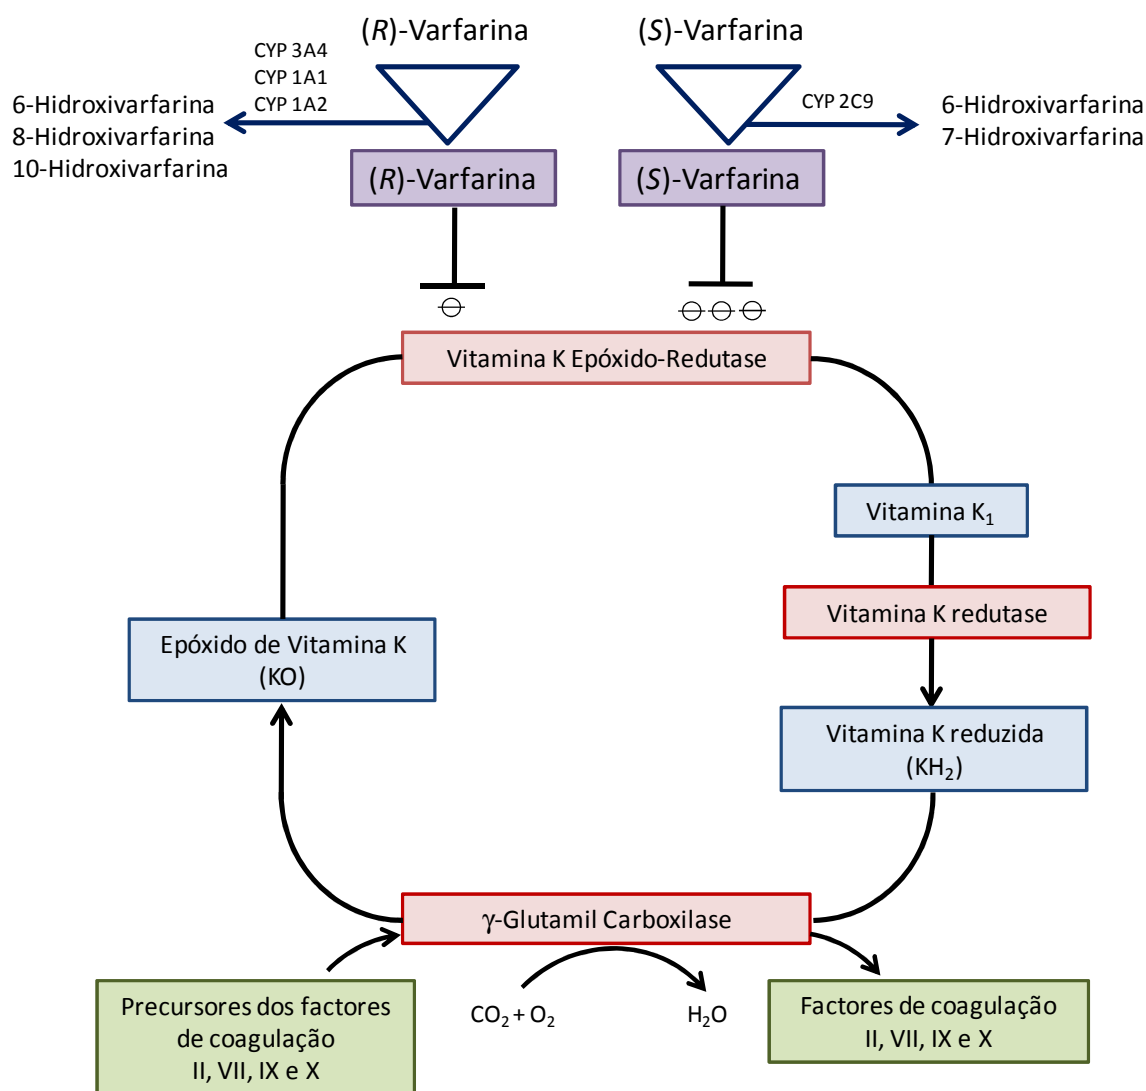 (R)-Varfarina
(S)-Varfarina
CYP 3A4
CYP 1A1
CYP 1A2
6-Hidroxivarfarina
8-Hidroxivarfarina
10-Hidroxivarfarina
CYP 2C9
6-Hidroxivarfarina
7-Hidroxivarfarina
(R)-Varfarina
(S)-Varfarina
Vitamina K Epóxido-Redutase
Vitamina K₁
Vitamina K redutase
Epóxido de Vitamina K
(KO)
Vitamina K reduzida
(KH₂)
γ-Glutamil Carboxilase
Precursores dos factores
de coagulação
II, VII, IX e X
CO₂ + O₂
H₂O
Factores de coagulação
II, VII, IX e X